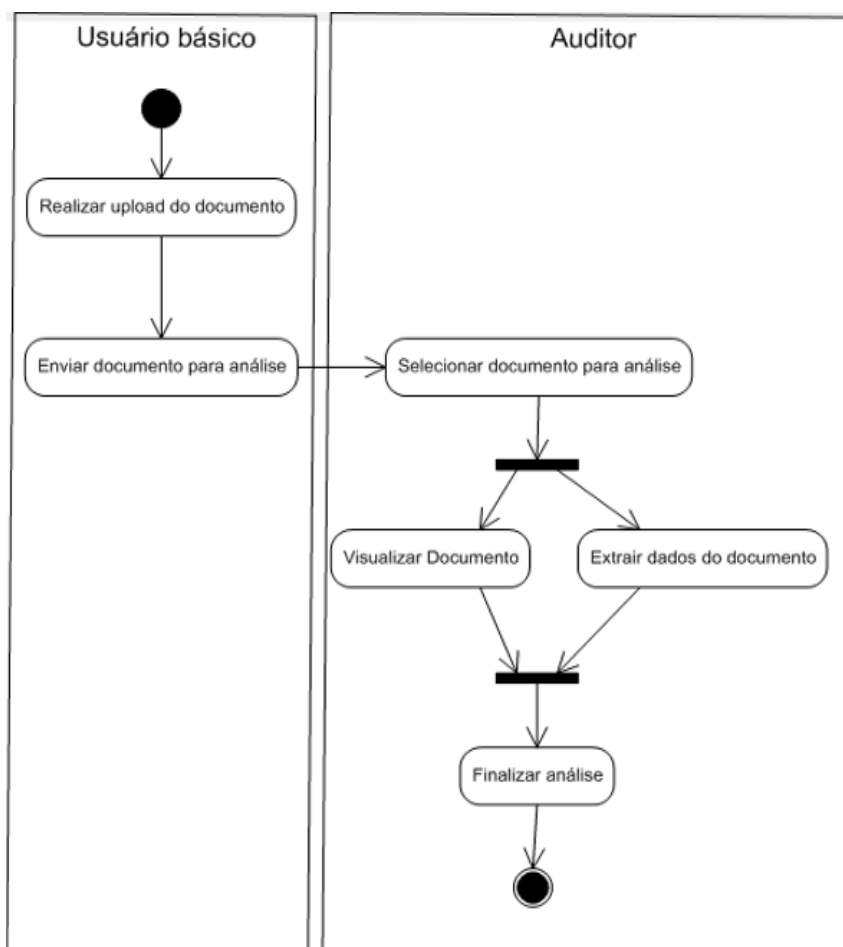 Usuário básico
Auditor
Realizar upload do documento
Enviar documento para análise
Selecionar documento para análise
Visualizar Documento
Extrair dados do documento
Finalizar análise